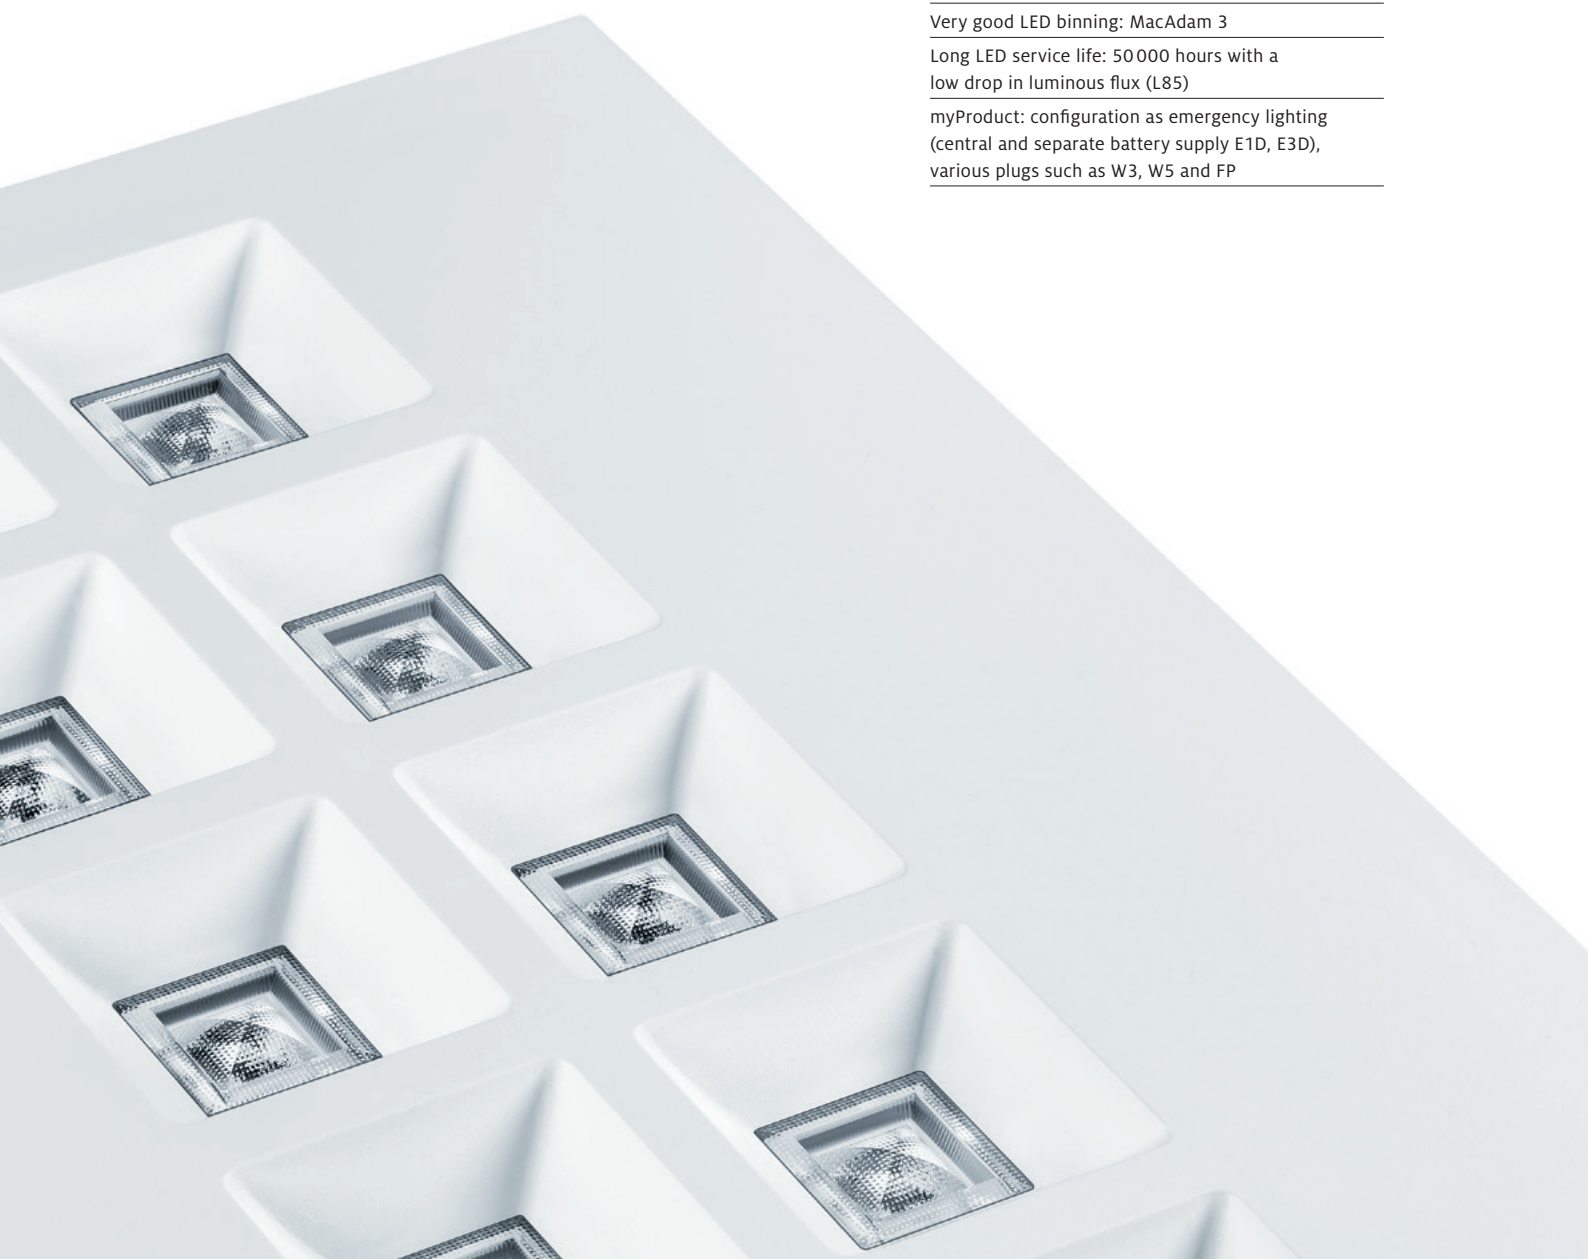 Very good LED binning: MacAdam 3
Long LED service life: 50 000 hours with a
low drop in luminous flux (L85)
myProduct: configuration as emergency lighting
(central and separate battery supply E1D, E3D),
various plugs such as W3, W5 and FP